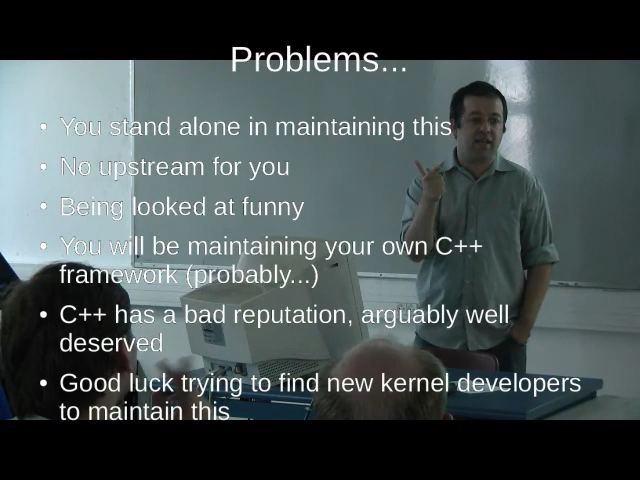 Problems...
• You stand alone in maintaining this
• No upstream for you
• Being looked at funny
• You will be maintaining your own C++
framework (probably...)
• C++ has a bad reputation, arguably well
deserved
• Good luck trying to find new kernel developers
to maintain this